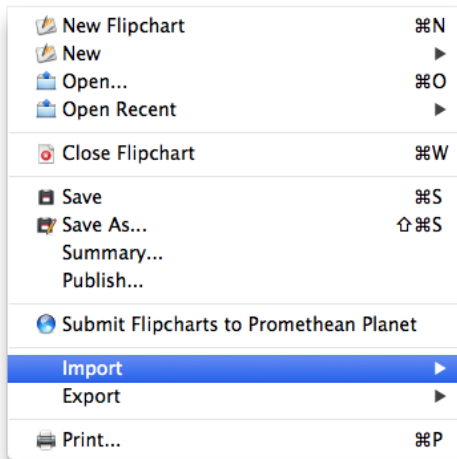 New Flipchart ⌘N
New ▶
Open... ⌘O
Open Recent ▶
Close Flipchart ⌘W
Save ⌘S
Save As... ⇧⌘S
Summary...
Publish...
Submit Flipcharts to Promethean Planet
Import ▶
Export ▶
Print... ⌘P